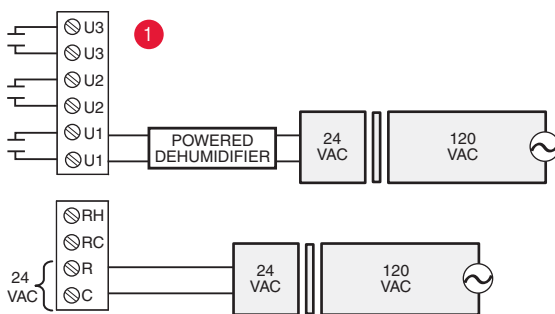 U3
1
U3
U2
U2
U1
U1
POWERED
DEHUMIDIFIER
24
VAC
120
VAC
RH
RC
R
C
24
VAC
24
VAC
120
VAC